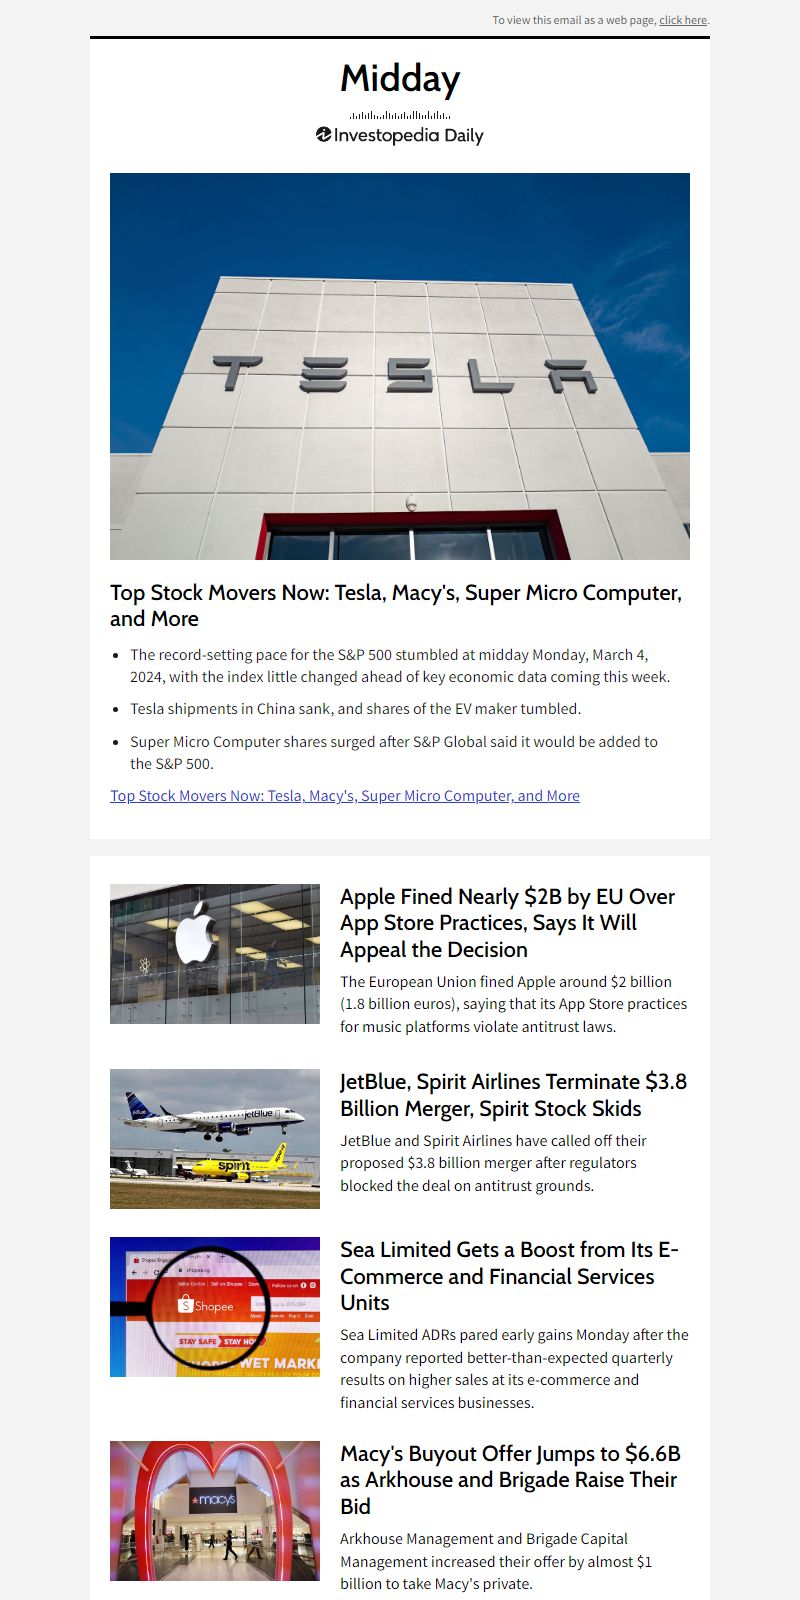 To view this email as a web page, click here.
Midday
Investopedia Daily
TESLA
Top Stock Movers Now: Tesla, Macy's, Super Micro Computer,
and More
• The record-setting pace for the S&P 500 stumbled at midday Monday, March 4,
2024, with the index little changed ahead of key economic data coming this week.
• Tesla shipments in China sank, and shares of the EV maker tumbled.
• Super Micro Computer shares surged after S&P Global said it would be added to
the S&P 500.
Top Stock Movers Now: Tesla, Macy's, Super Micro Computer, and More
Apple Fined Nearly $2B by EU Over
App Store Practices, Says It Will
Appeal the Decision
The European Union fined Apple around $2 billion
(1.8 billion euros), saying that its App Store practices
for music platforms violate antitrust laws.
jetBlue
spirit
JetBlue, Spirit Airlines Terminate $3.8
Billion Merger, Spirit Stock Skids
JetBlue and Spirit Airlines have called off their
proposed $3.8 billion merger after regulators
blocked the deal on antitrust grounds.
shopee.sg
Seller Centre Sell on Shopee
Follow us on
Shopee
STAY SAFE STAY
WET MARK
Sea Limited Gets a Boost from Its E-
Commerce and Financial Services
Units
Sea Limited ADRs pared early gains Monday after the
company reported better-than-expected quarterly
results on higher sales at its e-commerce and
financial services businesses.
macy's
Macy's Buyout Offer Jumps to $6.6B
as Arkhouse and Brigade Raise Their
Bid
Arkhouse Management and Brigade Capital
Management increased their offer by almost $1
billion to take Macy's private.